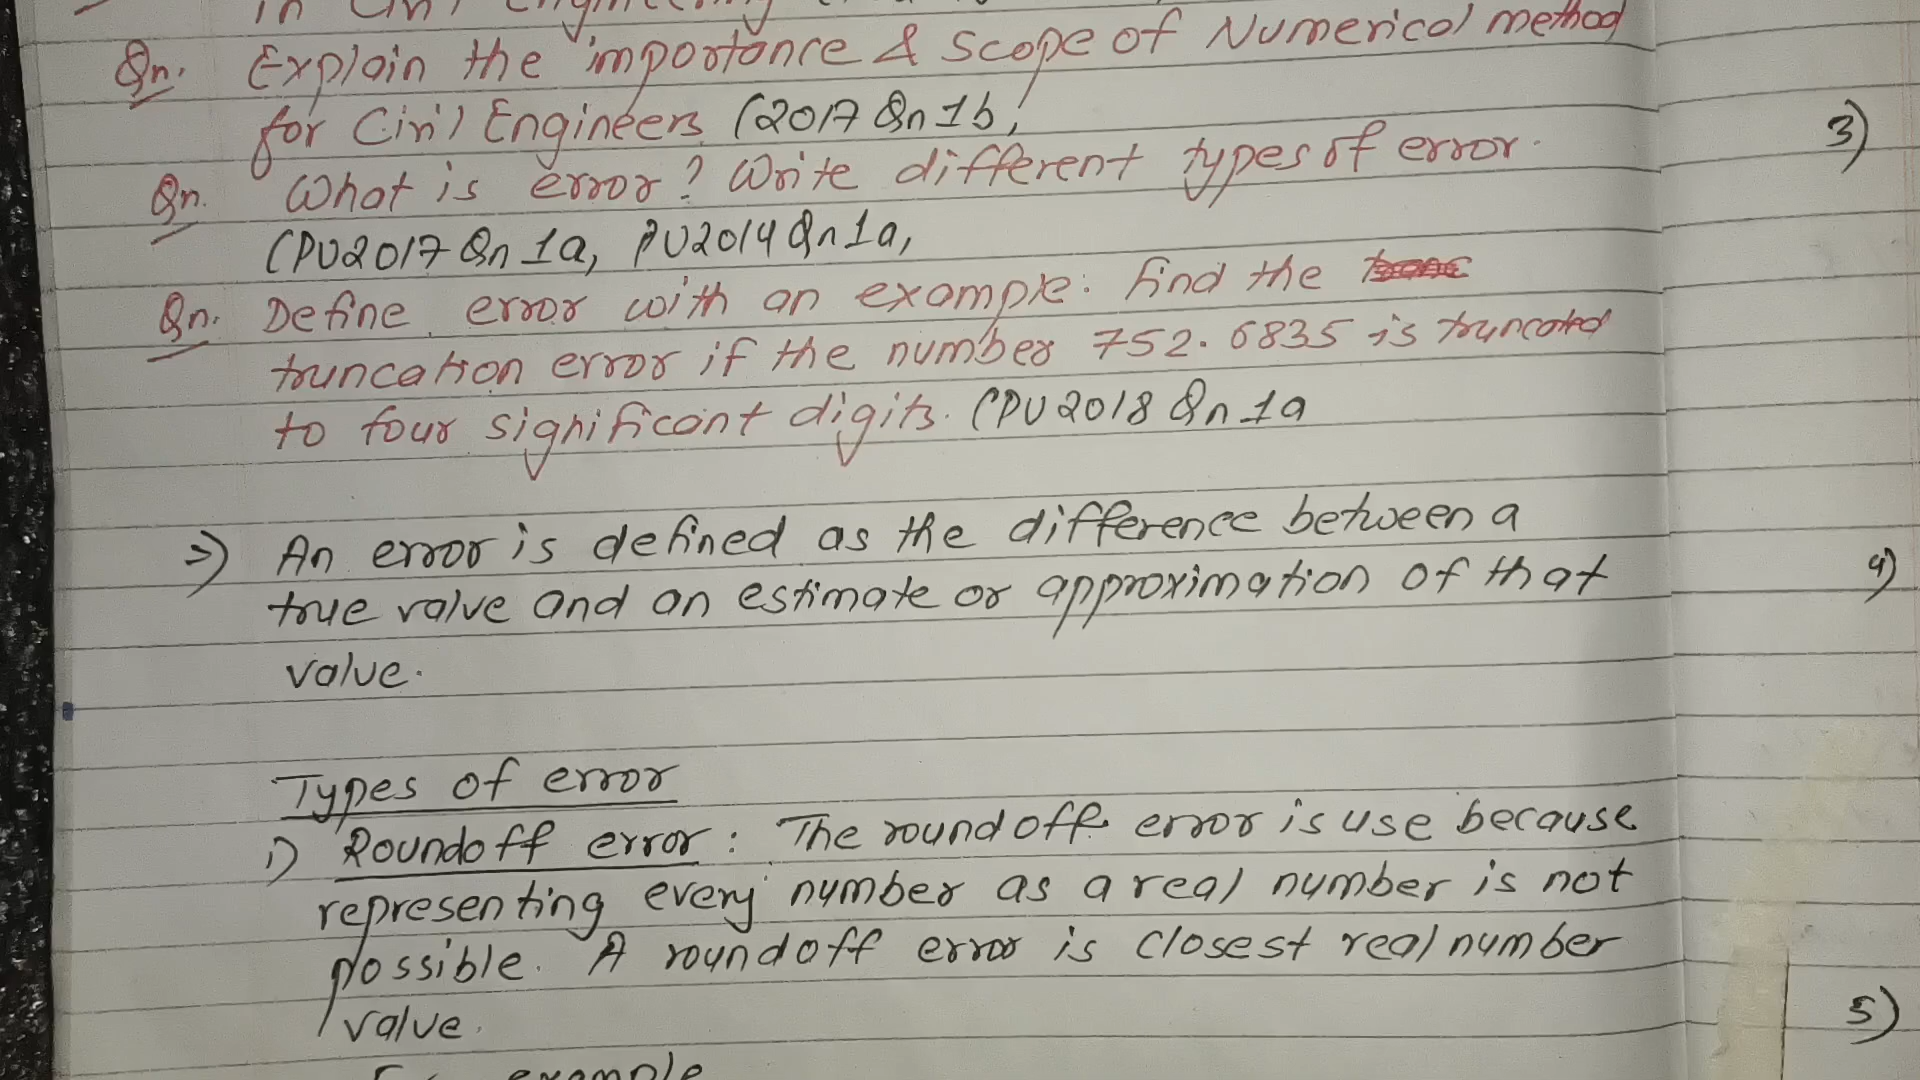 in Civil Engineering
Qn. Explain the importance & scope of Numerical method
for Civil Engineers (2017 Qn 1b,
Qn. What is error? Write different types of error.
(PU2017 Qn 1a, PU2014 Qn 1a,
Qn. Define error with an example. Find the
truncation error if the number 752.6835 is truncated
to four significant digits. (PU 2018 Qn 1a
=> An error is defined as the difference between a
true value and an estimate or approximation of that
value.
Types of error
i) Roundoff error: The roundoff error is use because
representing every number as a real number is not
possible. A roundoff error is closest real number
value.
example
3)
4)
5)